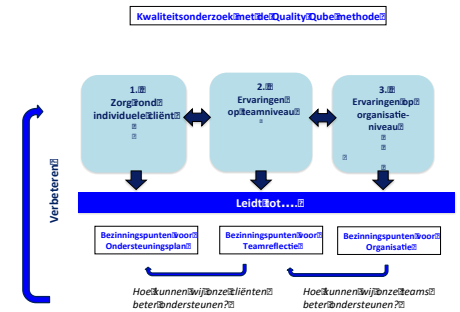 Kwaliteitsonderzoek met de Quality Qube methode
1.
Zorg rond
individuele cliënt
2.
Ervaringen
op teamniveau
3.
Ervaringen op
organisatie-
niveau
Verbeteren
Leidt tot....
Bezinningspunten voor
Ondersteuningsplan
Bezinningspunten voor
Teamreflectie
Bezinningspunten voor
Organisatie
Hoe kunnen wij onze cliënten
beter ondersteunen?
Hoe kunnen wij onze teams
beter ondersteunen?